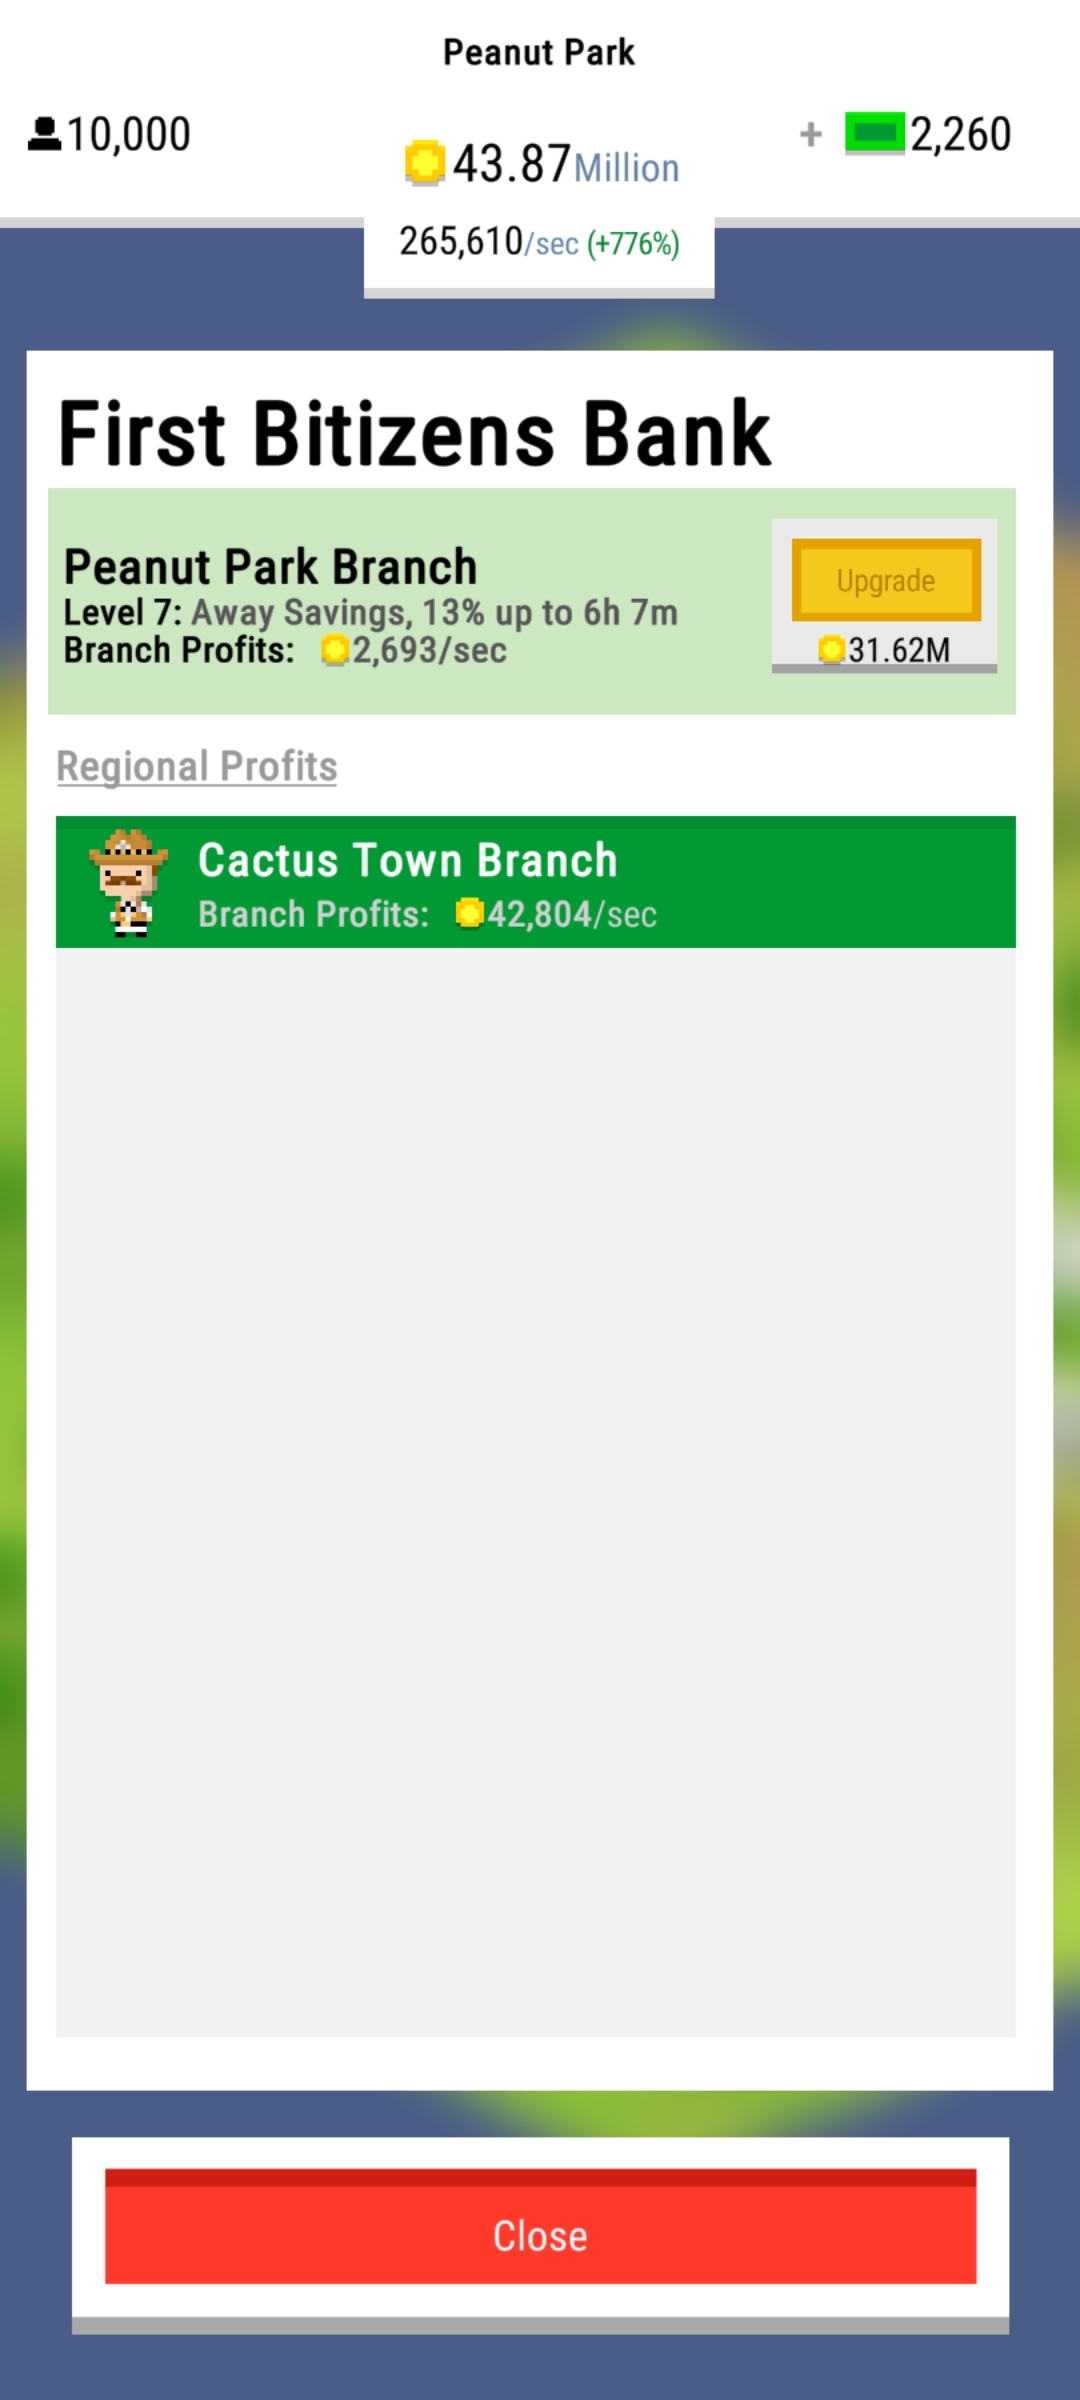 Peanut Park
10,000
43.87Million
+ 2,260
265,610/sec (+776%)
First Bitizens Bank
Peanut Park Branch
Level 7: Away Savings, 13% up to 6h 7m
Branch Profits: 2,693/sec
Upgrade
31.62M
Regional Profits
Cactus Town Branch
Branch Profits: 42,804/sec
Close